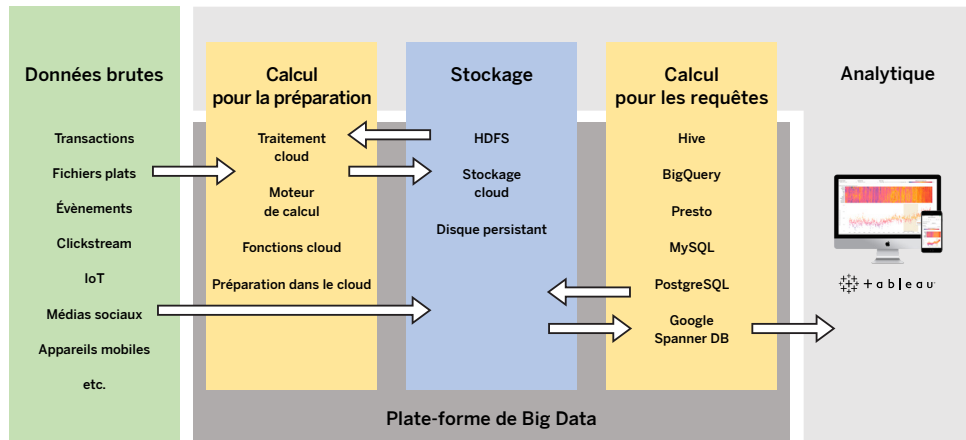 Données brutes
Transactions
Fichiers plats
Évènements
Clickstream
IoT
Médias sociaux
Appareils mobiles
etc.
Calcul
pour la préparation
Traitement
cloud
Moteur
de calcul
Fonctions cloud
Préparation dans le cloud
Stockage
HDFS
Stockage
cloud
Disque persistant
Calcul
pour les requêtes
Hive
BigQuery
Presto
MySQL
PostgreSQL
Google
Spanner DB
Analytique
+ a b l e a u
Plate-forme de Big Data